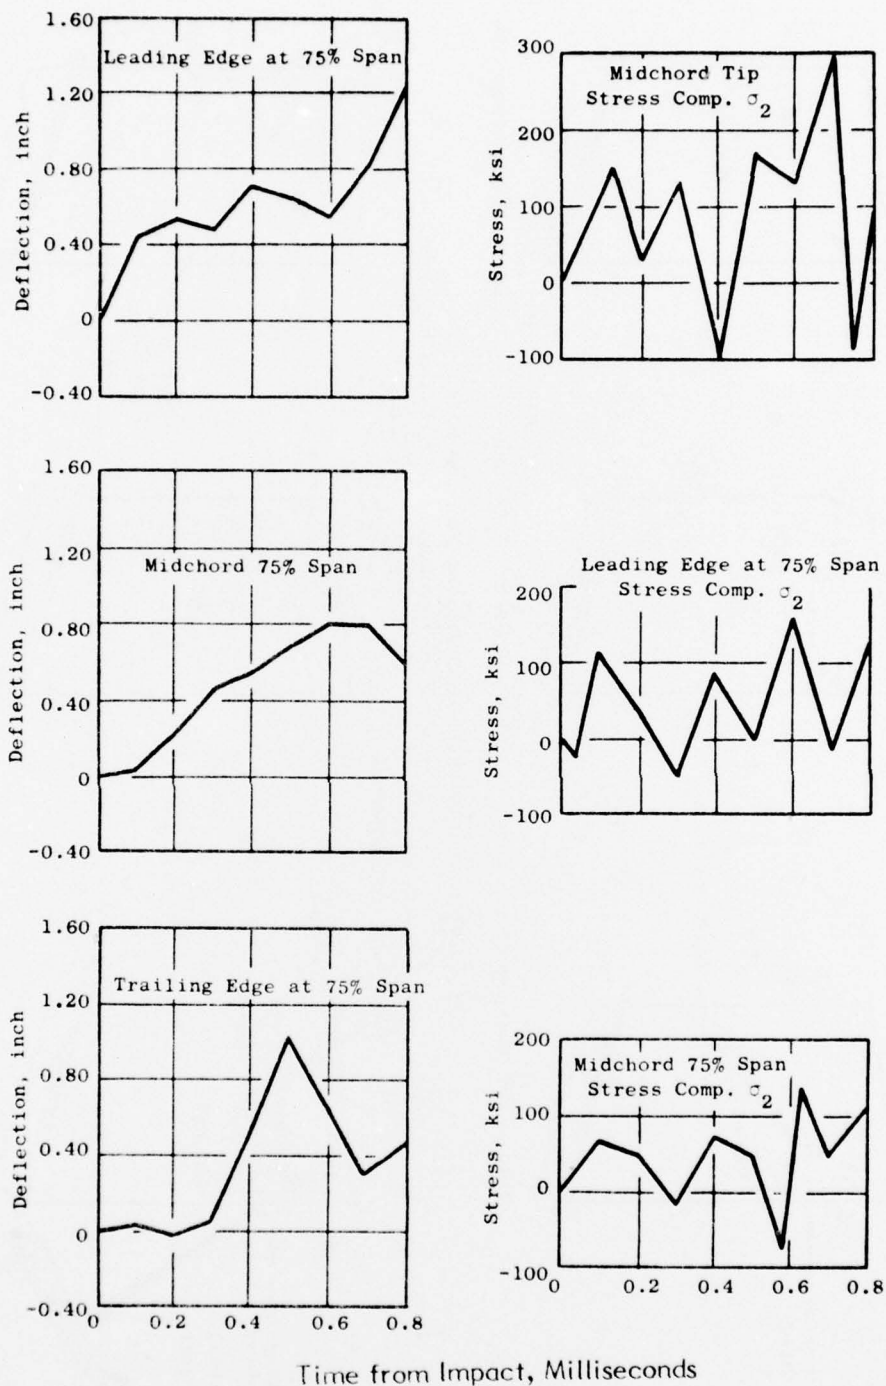 1.60
Leading Edge at 75% Span
1.20
0.80
0.40
0
-0.40
Deflection, inch
300
Midchord Tip
Stress Comp. σ2
200
100
0
-100
Stress, ksi
1.60
1.20
Midchord 75% Span
0.80
0.40
0
-0.40
Deflection, inch
Leading Edge at 75% Span
200
Stress Comp. σ2
100
0
-100
Stress, ksi
1.60
Trailing Edge at 75% Span
1.20
0.80
0.40
0
-0.40
Deflection, inch
0 0.2 0.4 0.6 0.8
200
Midchord 75% Span
Stress Comp. σ2
100
0
-100
Stress, ksi
0 0.2 0.4 0.6 0.8
Time from Impact, Milliseconds